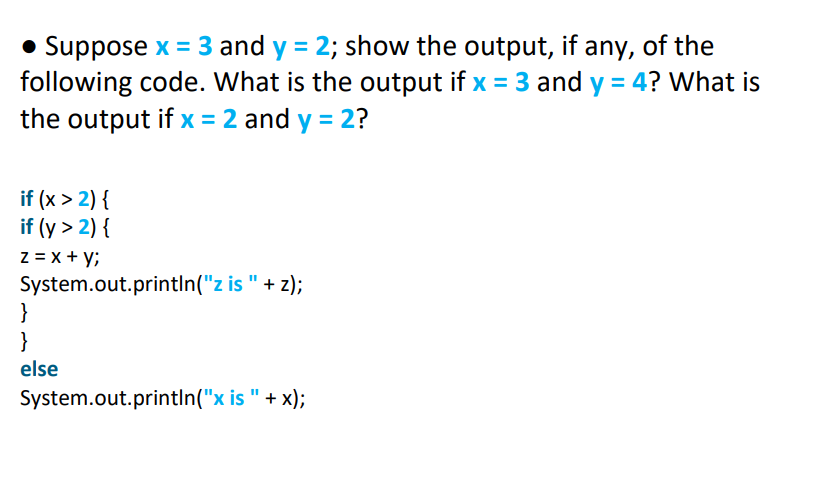 ● Suppose x = 3 and y = 2; show the output, if any, of the
following code. What is the output if x = 3 and y = 4? What is
the output if x = 2 and y = 2?
if (x > 2) {
if (y > 2) {
z = x + y;
System.out.println("z is " + z);
}
}
else
System.out.println("x is " + x);